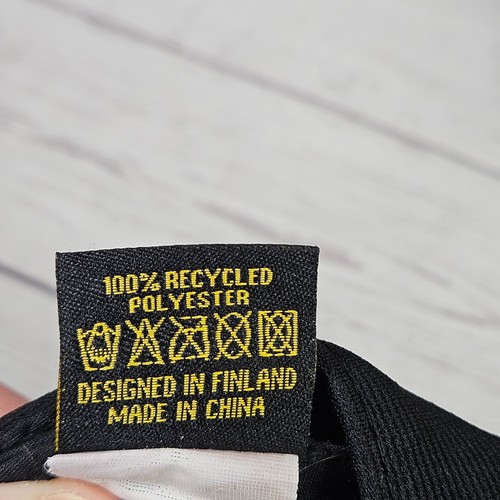 100% RECYCLED
POLYESTER
DESIGNED IN FINLAND
MADE IN CHINA